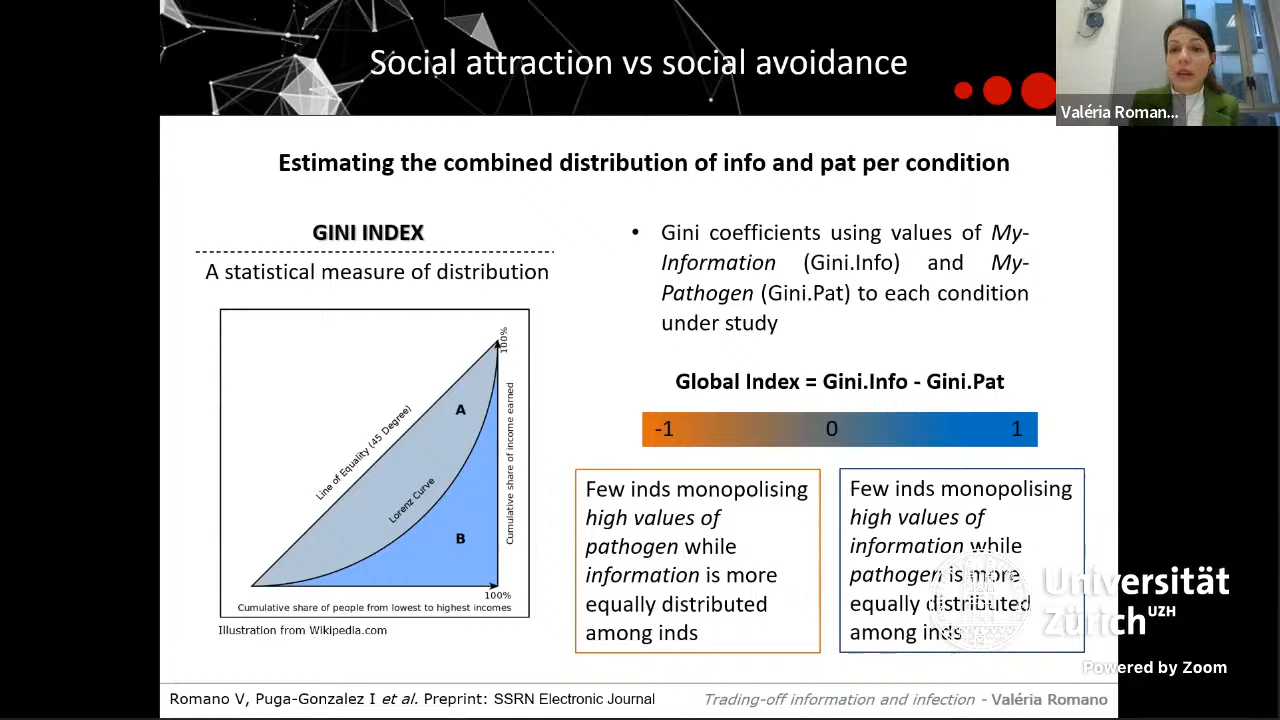 Social attraction vs social avoidance
Valéria Roman...
Estimating the combined distribution of info and pat per condition
GINI INDEX
A statistical measure of distribution
100%
Line of Equality (45 Degree)
A
Lorenz Curve
B
Cumulative share of income earned
100%
Cumulative share of people from lowest to highest incomes
Illustration from Wikipedia.com
• Gini coefficients using values of My-
Information (Gini.Info) and My-
Pathogen (Gini.Pat) to each condition
under study
Global Index = Gini.Info - Gini.Pat
-1 0 1
Few inds monopolising
high values of
pathogen while
information is more
equally distributed
among inds
Few inds monopolising
high values of
information while
pathogen is more
equally distributed
among inds
Universität
Zürich UZH
Powered by Zoom
Romano V, Puga-Gonzalez I et al. Preprint: SSRN Electronic Journal
Trading-off information and infection - Valéria Romano